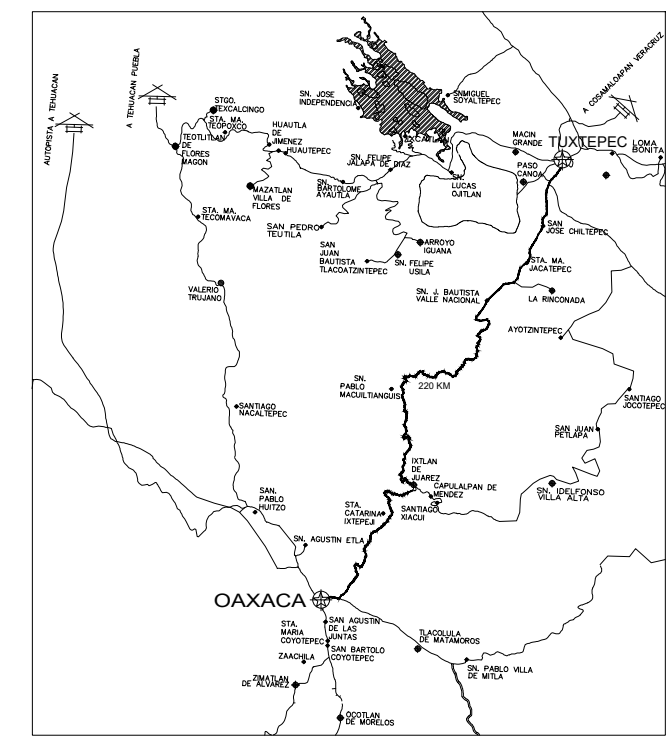 AUTOPISTA A TEHUACAN
A TEHUACAN PUEBLA
A COSAMALOAPAN VERACRUZ
STGO.
TEXCALCINGO
STA. MA.
TEOPOXCO
TEOTLITLAN
DE
FLORES
MAGON
HUAUTLA
DE
JIMENEZ
HUAUTEPEC
SN. JOSE
INDEPENDENCIA
SN MIGUEL
SOYALTEPEC
MACIN
GRANDE
TUXTEPEC
LOMA
BONITA
PASO
CANOA
SN. FELIPE
JALAPA DE DIAZ
SN.
LUCAS
OJITLAN
SN.
BARTOLOME
AYAUTLA
MAZATLAN
VILLA DE
FLORES
STA. MA.
TECOMAVACA
SAN PEDRO
TEUTILA
SAN
JUAN
BAUTISTA
TLACOATZINTEPEC
ARROYO
IGUANA
SN. FELIPE
USILA
SAN
JOSE CHILTEPEC
STA. MA.
JACATEPEC
SN. J. BAUTISTA
VALLE NACIONAL
LA RINCONADA
VALERIO
TRUJANO
AYOTZINTEPEC
220 KM
SN.
PABLO
MACUILTIANGUIS
SANTIAGO
JOCOTEPEC
SANTIAGO
NACALTEPEC
SAN JUAN
PETLAPA
IXTLAN
DE
JUAREZ
CAPULALPAN DE
MENDEZ
SANTIAGO
XIACUI
SN. IDELFONSO
VILLA ALTA
SAN.
PABLO
HUITZO
STA.
CATARINA
IXTEPEJI
SN. AGUSTIN ETLA
OAXACA
STA.
MARIA
COYOTEPEC
SAN AGUSTIN
DE LAS
JUNTAS
SAN BARTOLO
COYOTEPEC
ZAACHILA
TLACOLULA
DE MATAMOROS
SN. PABLO VILLA
DE MITLA
ZIMATLAN
DE ALVAREZ
OCOTLAN
DE MORELOS